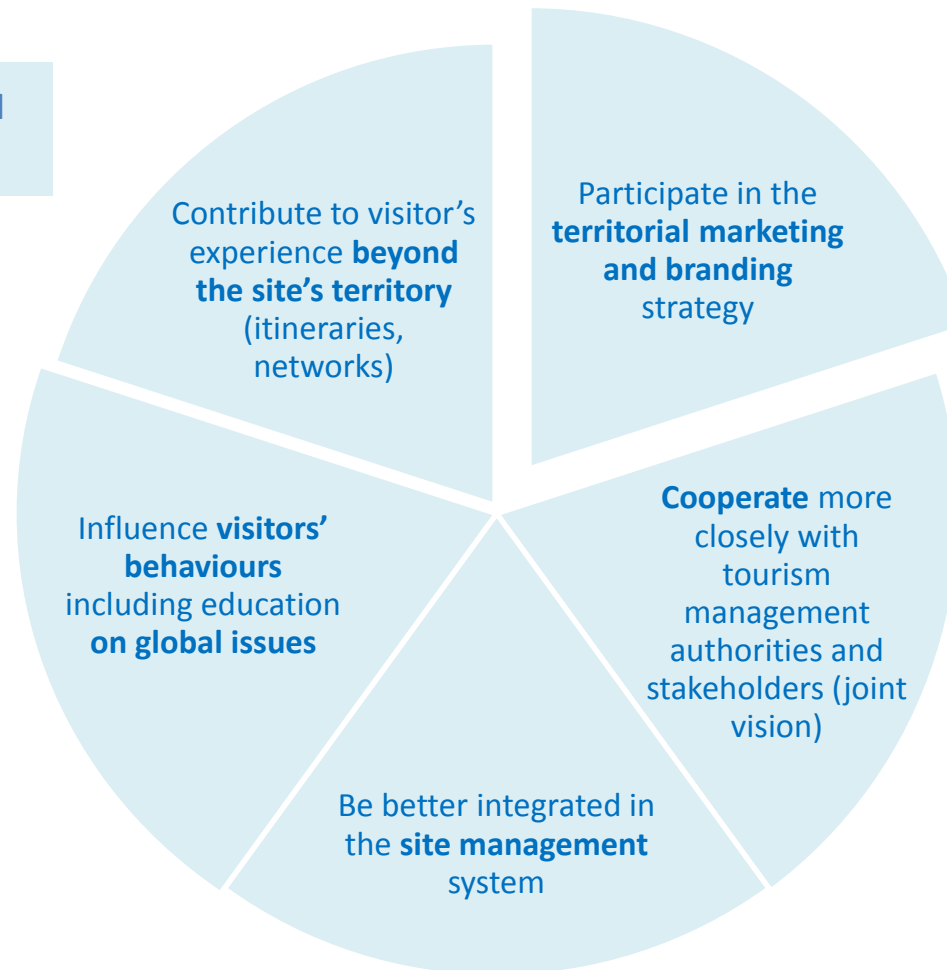 Contribute to visitor's
experience beyond
the site's territory
(itineraries,
networks)
Participate in the
territorial marketing
and branding
strategy
Cooperate more
closely with
tourism
management
authorities and
stakeholders (joint
vision)
Be better integrated in
the site management
system
Influence visitors'
behaviours
including education
on global issues